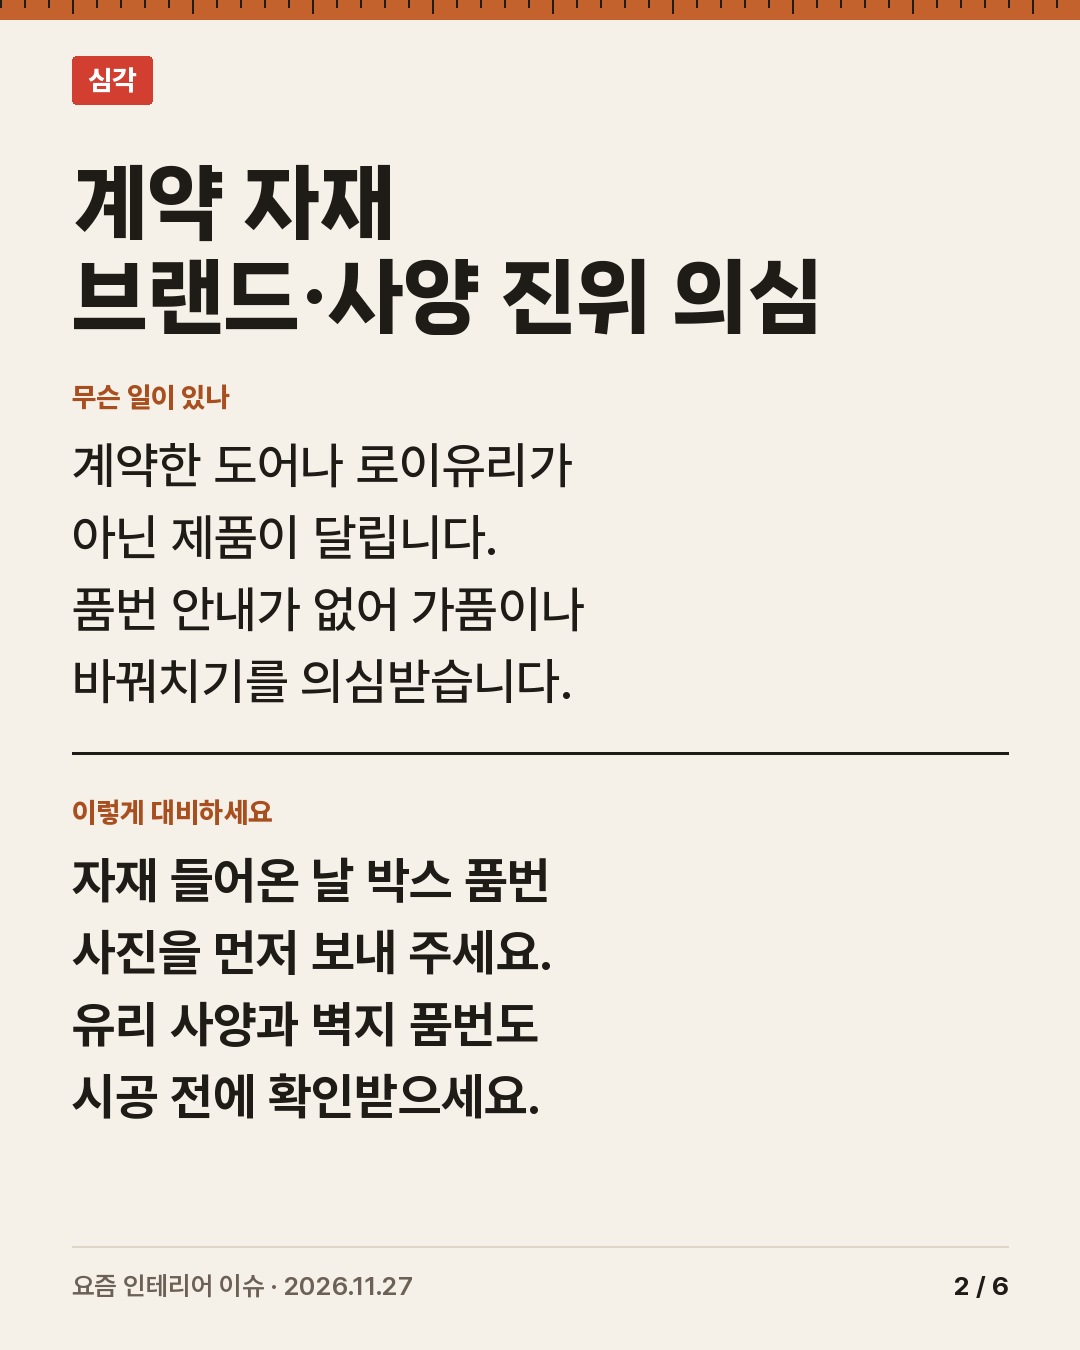 심각
계약 자재
브랜드·사양 진위 의심
무슨 일이 있나
계약한 도어나 로이유리가
아닌 제품이 달립니다.
품번 안내가 없어 가품이나
바꿔치기를 의심받습니다.
이렇게 대비하세요
자재 들어온 날 박스 품번
사진을 먼저 보내 주세요.
유리 사양과 벽지 품번도
시공 전에 확인받으세요.
요즘 인테리어 이슈 · 2026.11.27
2 / 6